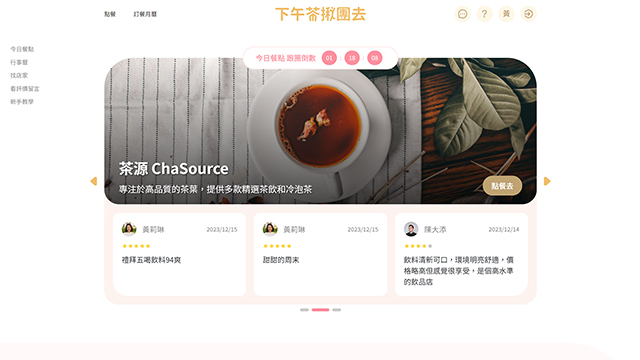 點餐
訂餐月曆
下午茶揪團去
?
黃
今日餐點
行事曆
找店家
看評價留言
新手教學
今日餐點 跟團倒數 01 : 18 : 08
茶源 ChaSource
專注於高品質的茶葉，提供多款精選茶飲和冷泡茶
點餐去
黃莉琳 2023/12/15
禮拜五喝飲料94爽
黃莉琳 2023/12/15
甜甜的周末
陳大添 2023/12/14
飲料清新可口，環境明亮舒適，價
格略高但感覺很享受，是個高水準
的飲品店